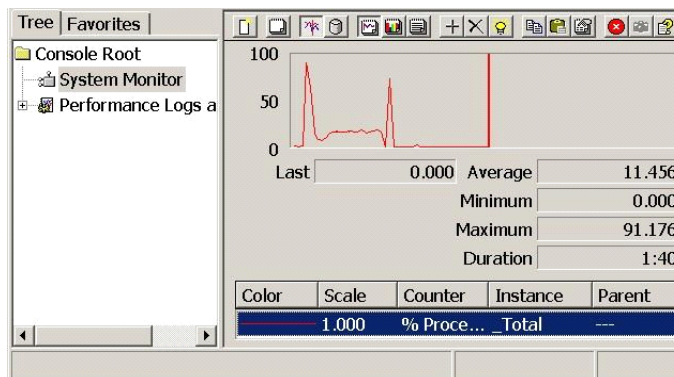 Tree Favorites
Console Root
System Monitor
Performance Logs a
100
50
0
Last 0.000 Average 11.456
Minimum 0.000
Maximum 91.176
Duration 1:40
Color Scale Counter Instance Parent
1.000 % Proce... _Total ---